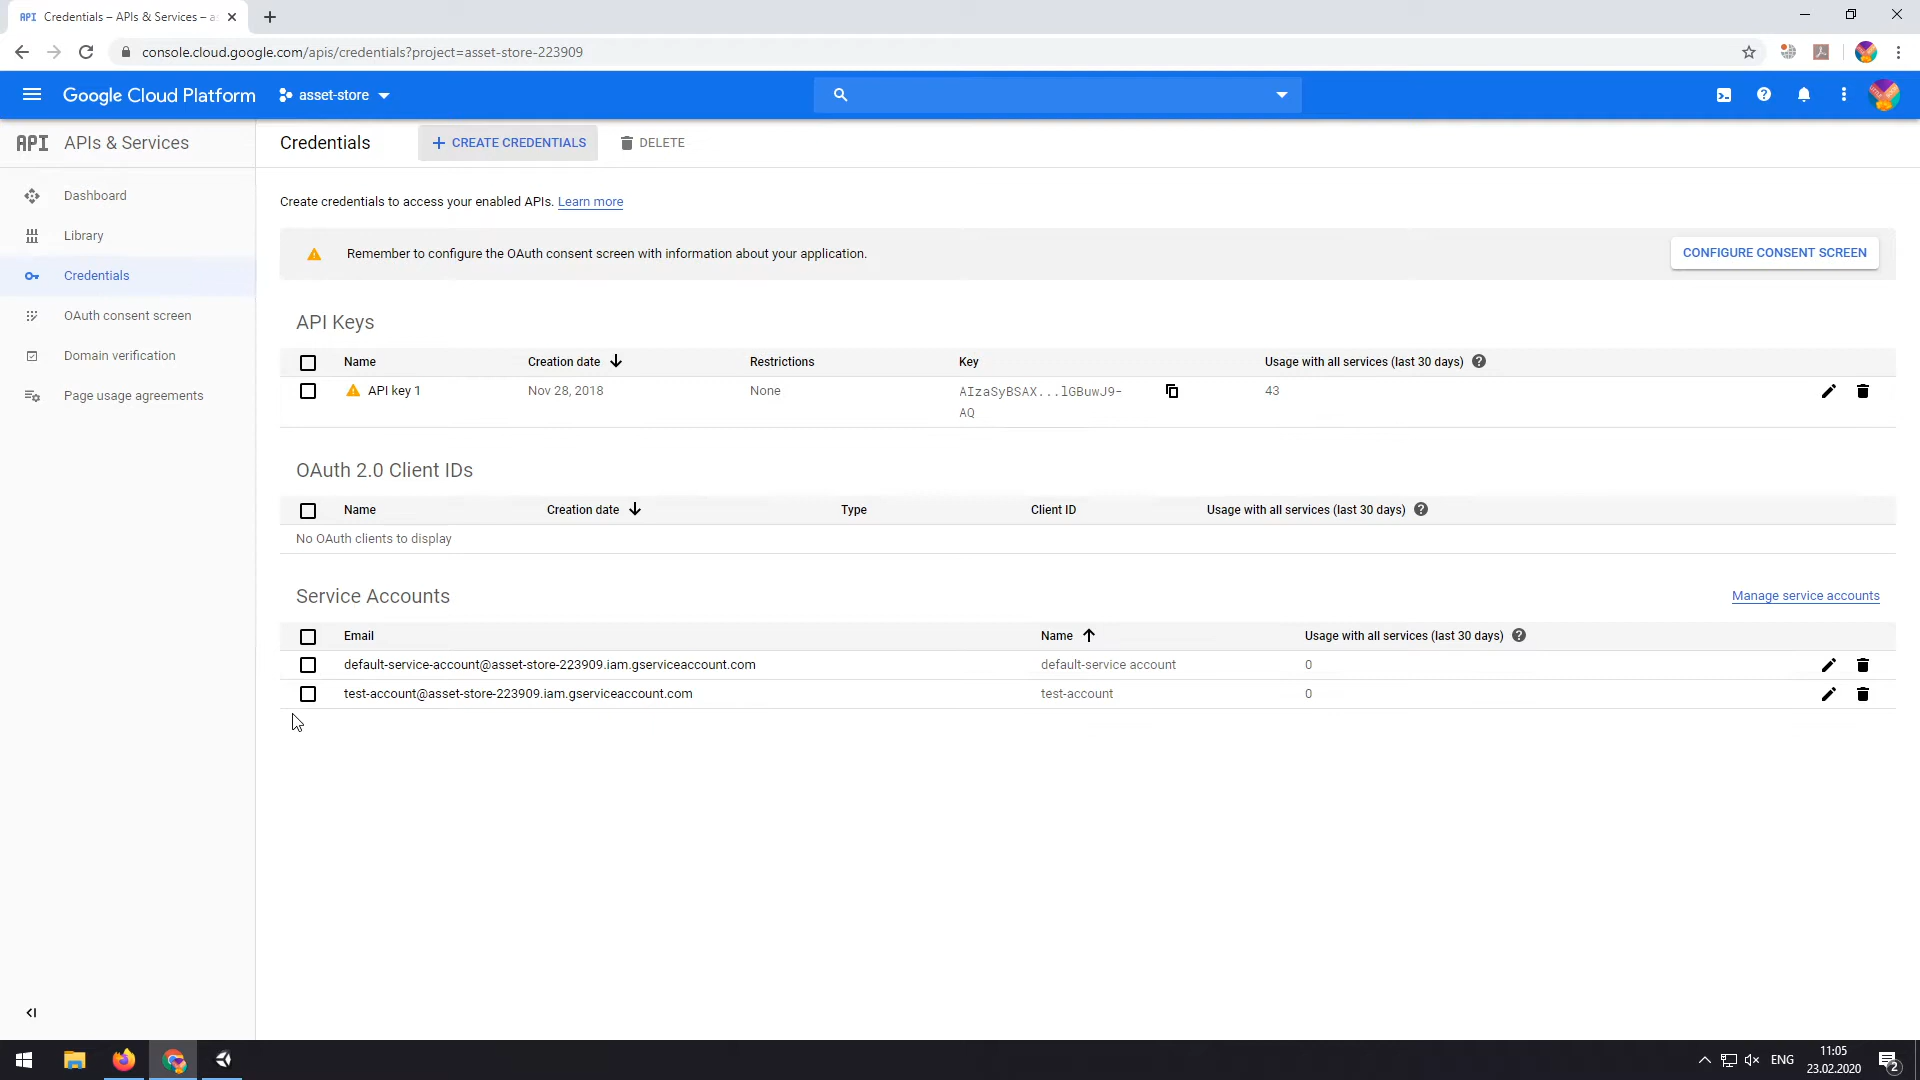 API Credentials – APIs & Services – as
console.cloud.google.com/apis/credentials?project=asset-store-223909
Google Cloud Platform asset-store
API APIs & Services
Credentials
CREATE CREDENTIALS
DELETE
Dashboard
Library
Credentials
OAuth consent screen
Domain verification
Page usage agreements
Create credentials to access your enabled APIs. Learn more
Remember to configure the OAuth consent screen with information about your application.
CONFIGURE CONSENT SCREEN
API Keys
Name Creation date Restrictions Key Usage with all services (last 30 days)
API key 1 Nov 28, 2018 None AIzaSyBSAX...lGBuwJ9- 43
AQ
OAuth 2.0 Client IDs
Name Creation date Type Client ID Usage with all services (last 30 days)
No OAuth clients to display
Service Accounts
Manage service accounts
Email Name Usage with all services (last 30 days)
default-service-account@asset-store-223909.iam.gserviceaccount.com default-service account 0
test-account@asset-store-223909.iam.gserviceaccount.com test-account 0
ENG
11:05
23.02.2020
2